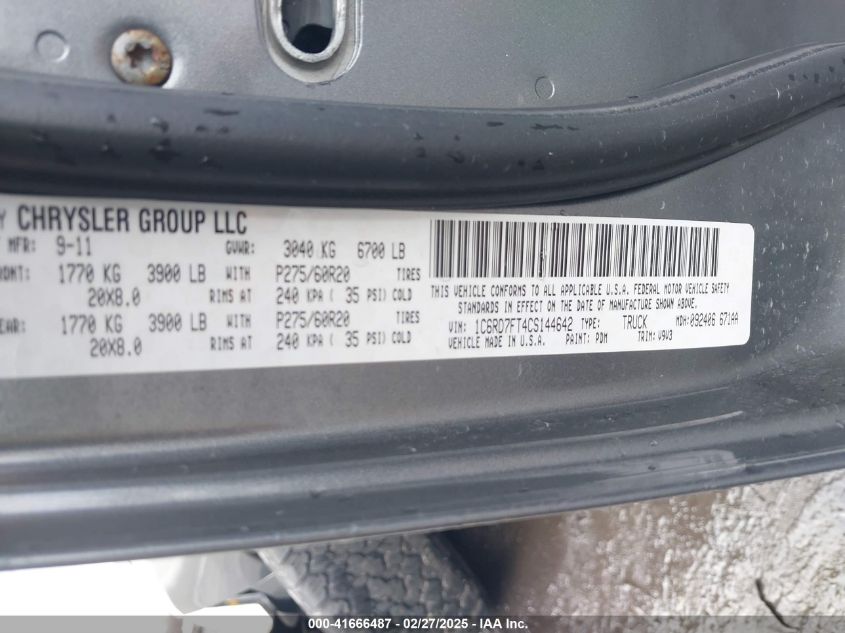 CHRYSLER GROUP LLC
MFR: 9-11 GVWR: 3040 KG 6700 LB
1770 KG 3900 LB WITH P275/60R20 TIRES
20X8.0 RIMS AT 240 KPA ( 35 PSI) COLD
1770 KG 3900 LB WITH P275/60R20 TIRES
20X8.0 RIMS AT 240 KPA ( 35 PSI) COLD
THIS VEHICLE CONFORMS TO ALL APPLICABLE U.S.A. FEDERAL MOTOR VEHICLE SAFETY
STANDARDS IN EFFECT ON THE DATE OF MANUFACTURE SHOWN ABOVE.
VIN: 1C6RD7FT4CS144642 TYPE: TRUCK MDH:092406 671AA
VEHICLE MADE IN U.S.A. PAINT: PDM TRIM: V9V3
000-41666487 - 02/27/2025 - IAA Inc.